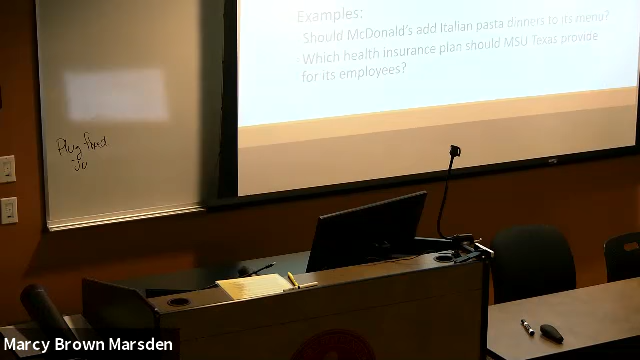 Examples:
Should McDonald's add Italian pasta dinners to its menu?
Which health insurance plan should MSU Texas provide
for its employees?
Plug
Marcy Brown Marsden